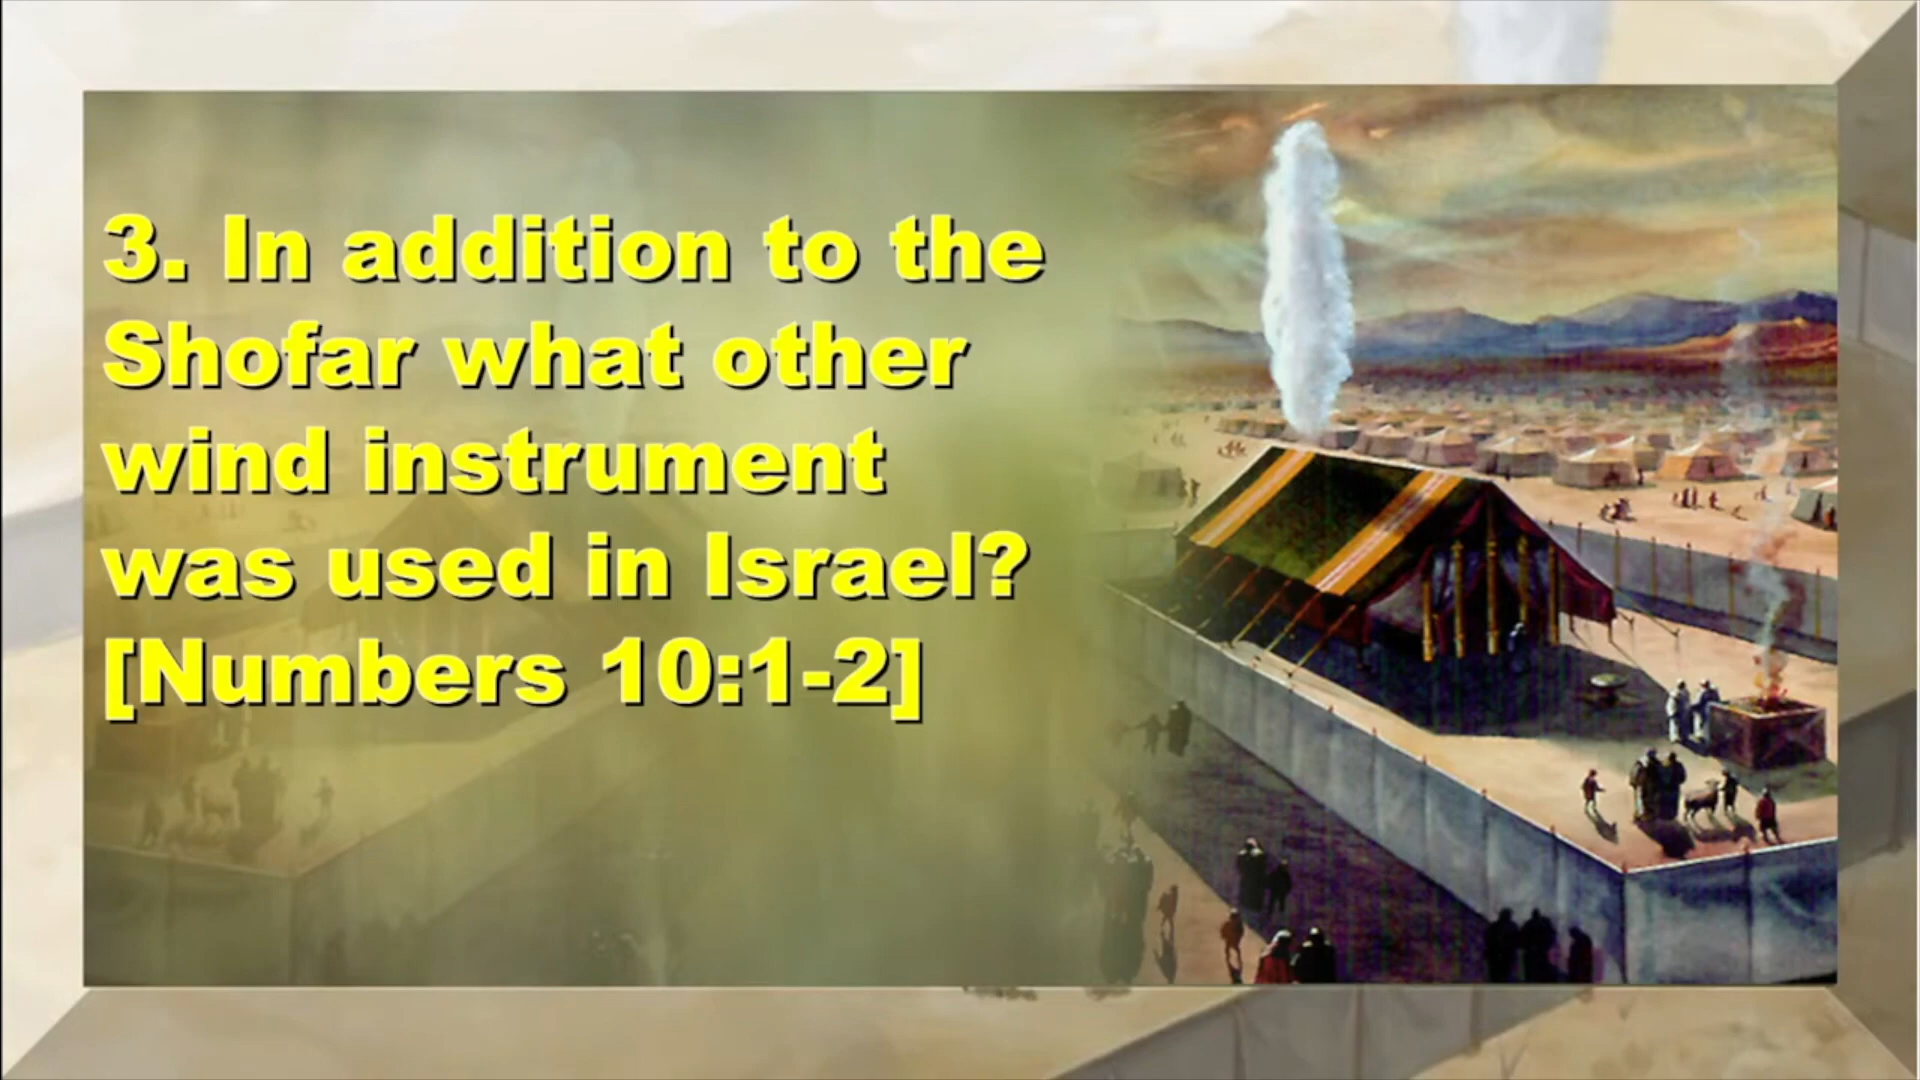 3. In addition to the
Shofar what other
wind instrument
was used in Israel?
[Numbers 10:1-2]